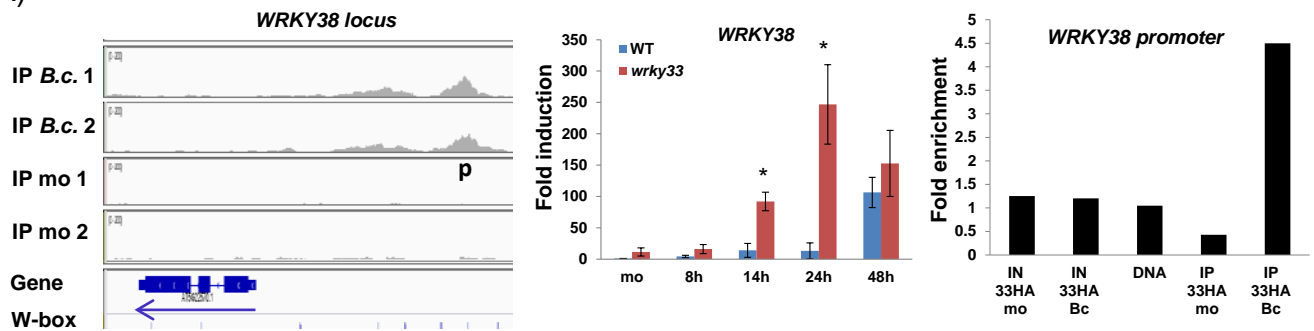 WRKY38 locus
IP B.c. 1
IP B.c. 2
p
IP mo 1
IP mo 2
Gene
W-box
WRKY38
Fold induction
350
300
250
200
150
100
50
0
WT
wrky33
*
*
mo 8h 14h 24h 48h
WRKY38 promoter
Fold enrichment
5
4.5
4
3.5
3
2.5
2
1.5
1
0.5
0
IN 33HA mo
IN 33HA Bc
DNA
IP 33HA mo
IP 33HA Bc